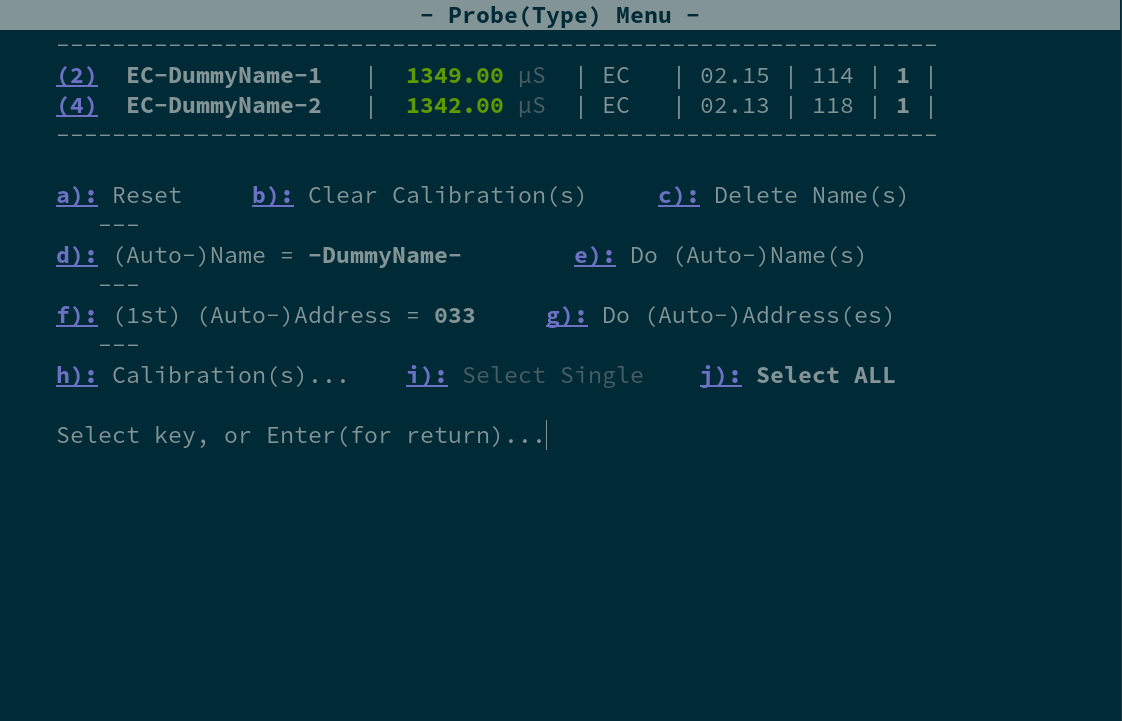 − Probe(Type) Menu −
−−−−−−−−−−−−−−−−−−−−−−−−−−−−−−−−−−−−−−−−−−−−−−−−−−−−−−−−−−−−−−−
(2)  EC−DummyName−1   |  1349.00 µS  | EC   | 02.15 | 114 | 1 |
(4)  EC−DummyName−2   |  1342.00 µS  | EC   | 02.13 | 118 | 1 |
−−−−−−−−−−−−−−−−−−−−−−−−−−−−−−−−−−−−−−−−−−−−−−−−−−−−−−−−−−−−−−−
a): Reset     b): Clear Calibration(s)     c): Delete Name(s)
−−−
d): (Auto−)Name = −DummyName−        e): Do (Auto−)Name(s)
−−−
f): (1st) (Auto−)Address = 033     g): Do (Auto−)Address(es)
−−−
h): Calibration(s)...    i): Select Single    j): Select ALL
Select key, or Enter(for return)...